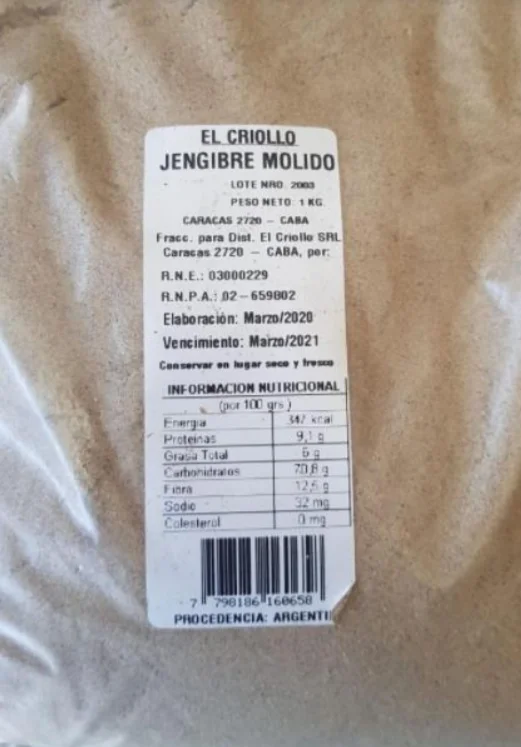 EL CRIOLLO
JENGIBRE MOLIDO
LOTE NRO. 2003
PESO NETO: 1 KG.
CARACAS 2720 – CABA
Fracc. para Dist. El Criollo SRL
Caracas 2720 – CABA, por:
R.N.E.: 03000229
R.N.P.A.: 02–659802
Elaboración: Marzo/2020
Vencimiento: Marzo/2021
Conservar en lugar seco y fresco
INFORMACION NUTRICIONAL
(por 100 grs.)
Energia 347 kcal
Proteinas 9,1 g
Grasa Total 6 g
Carbohidratos 70,8 g
Fibra 12,5 g
Sodio 32 mg
Colesterol 0 mg
7 798186 160658
PROCEDENCIA: ARGENTI